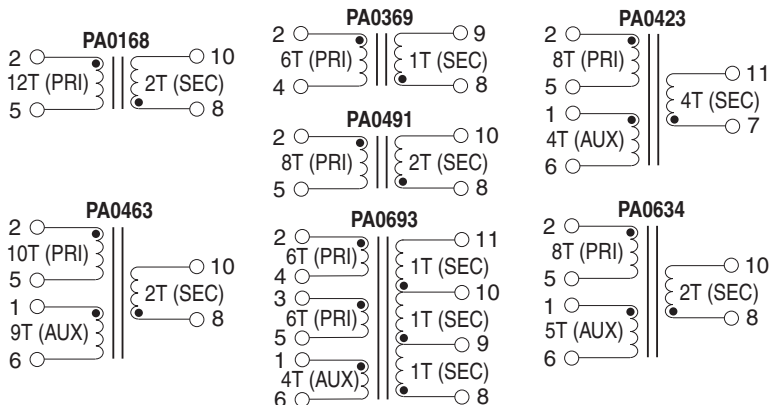 PA0168
2
12T (PRI)
5
10
2T (SEC)
8
PA0369
2
6T (PRI)
4
9
1T (SEC)
8
PA0423
2
8T (PRI)
5
1
4T (AUX)
6
11
4T (SEC)
7
PA0491
2
8T (PRI)
5
10
2T (SEC)
8
PA0463
2
10T (PRI)
5
1
9T (AUX)
6
10
2T (SEC)
8
PA0693
2
6T (PRI)
4
3
6T (PRI)
5
1
4T (AUX)
6
11
1T (SEC)
10
1T (SEC)
9
1T (SEC)
8
PA0634
2
8T (PRI)
5
1
5T (AUX)
6
10
2T (SEC)
8